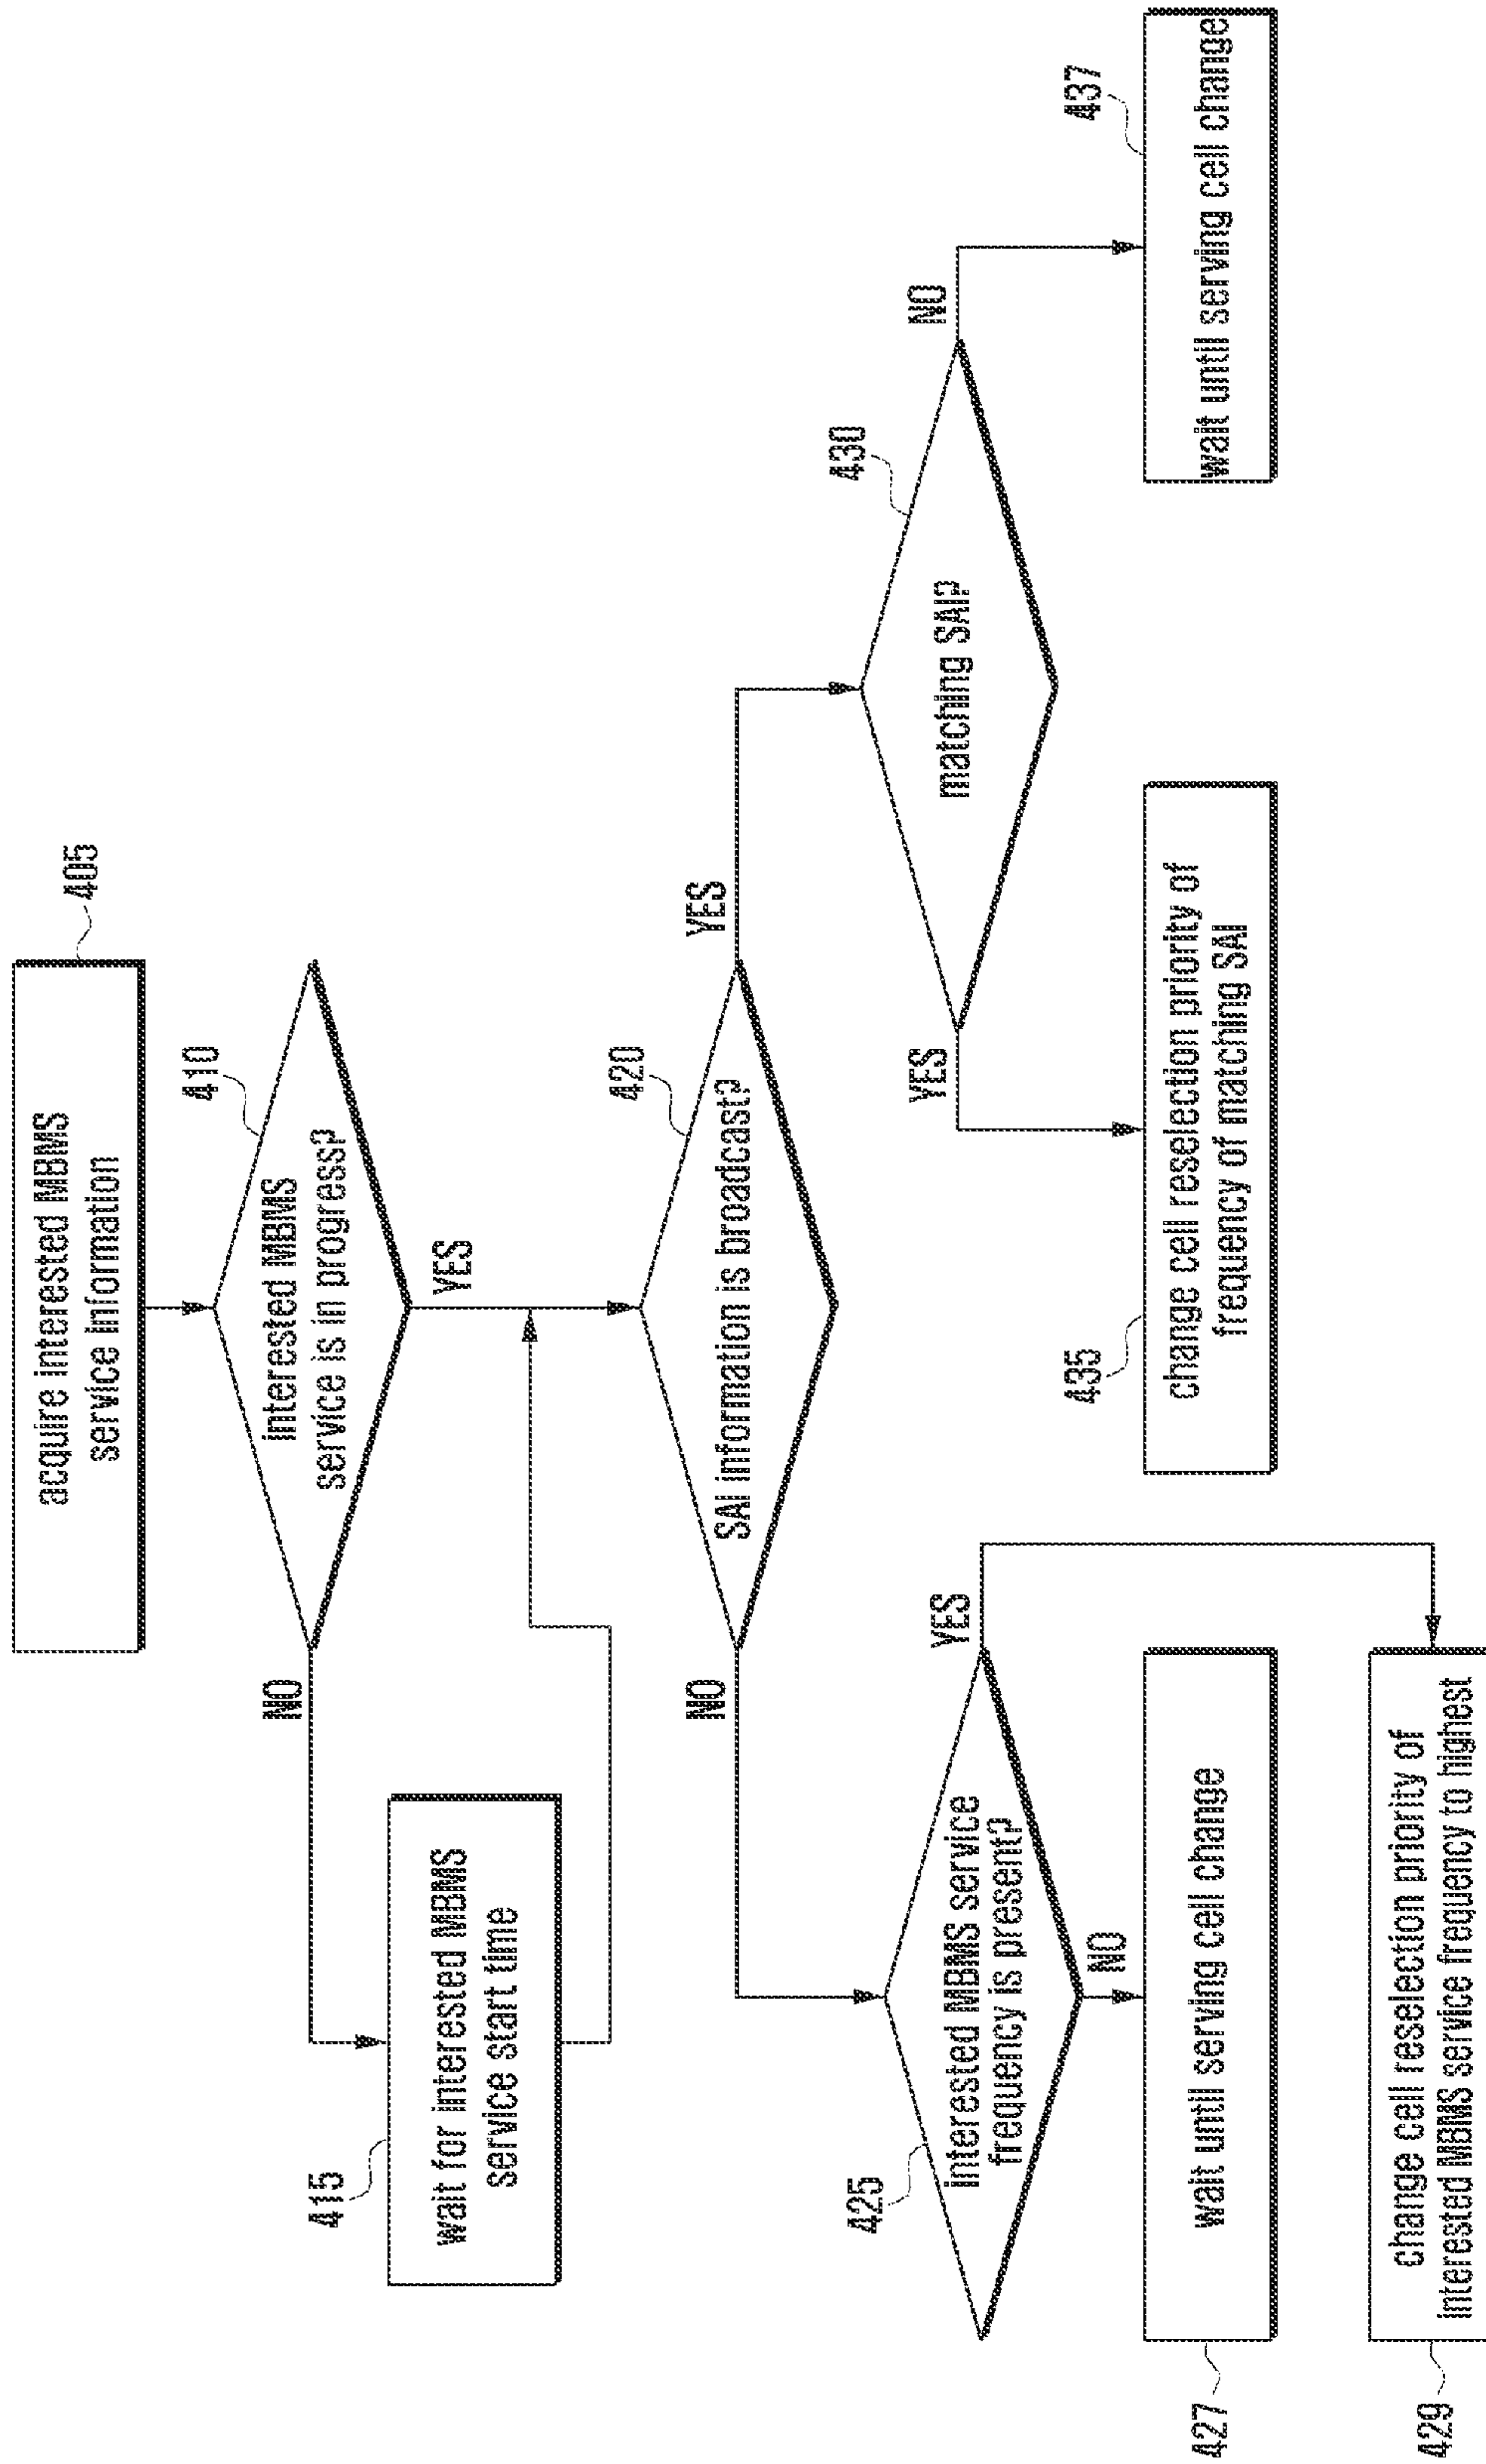 acquire interested MBMS
service information
405
410
interested MBMS
service is in progress?
NO
YES
415
wait for interested MBMS
service start time
420
SAI information is broadcast?
NO
YES
425
interested MBMS service
frequency is present?
YES
NO
430
matching SAI?
YES
NO
427
wait until serving cell change
435
change cell reselection priority of
frequency of matching SAI
437
wait until serving cell change
429
change cell reselection priority of
interested MBMS service frequency to highest